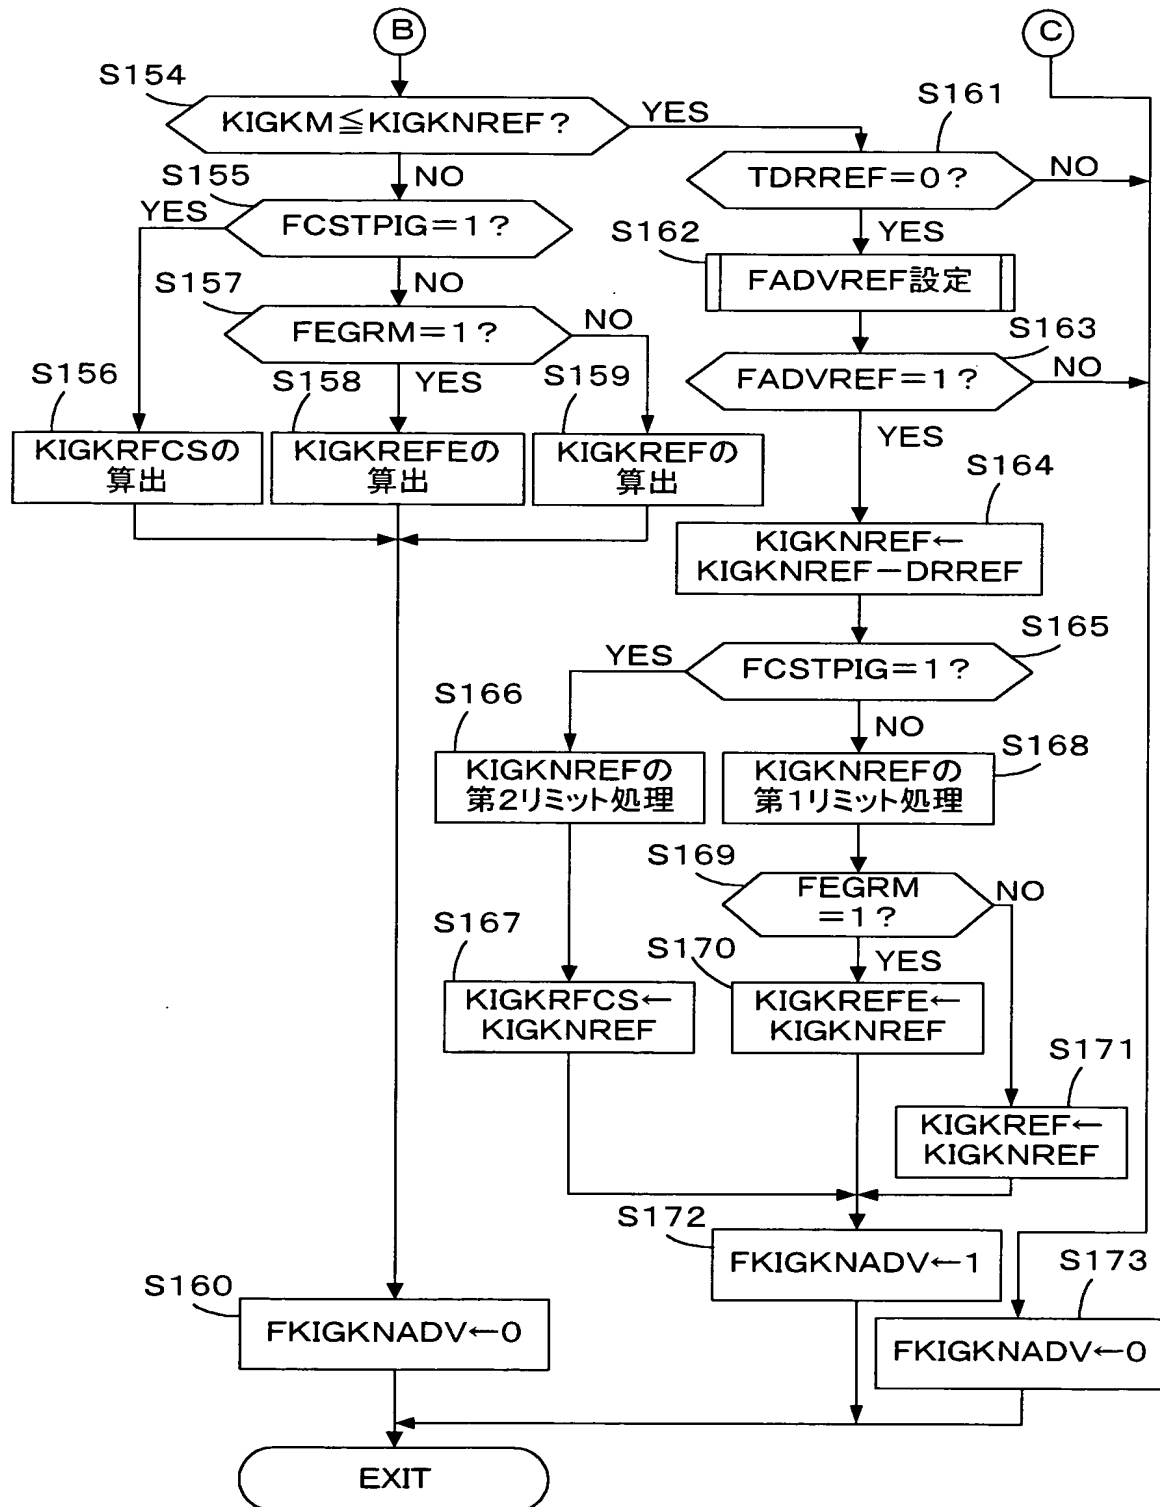 B
C
S154
KIGKM≦KIGKNREF?
YES
S161
TDRREF=0?
NO
NO
S155
YES
FCSTPIG=1?
YES
S162
FADVREF設定
NO
S157
FEGRM=1?
NO
S163
FADVREF=1?
NO
S156
S158
YES
S159
YES
KIGKRFCSの
算出
KIGKREFEの
算出
KIGKREFの
算出
S164
KIGKNREF←
KIGKNREF-DRREF
S165
YES
FCSTPIG=1?
S166
NO
S168
KIGKNREFの
第2リミット処理
KIGKNREFの
第1リミット処理
S169
FEGRM
=1?
NO
S167
S170
YES
KIGKRFCS←
KIGKNREF
KIGKREFE←
KIGKNREF
S171
KIGKREF←
KIGKNREF
S172
FKIGKNADV←1
S173
S160
FKIGKNADV←0
FKIGKNADV←0
EXIT